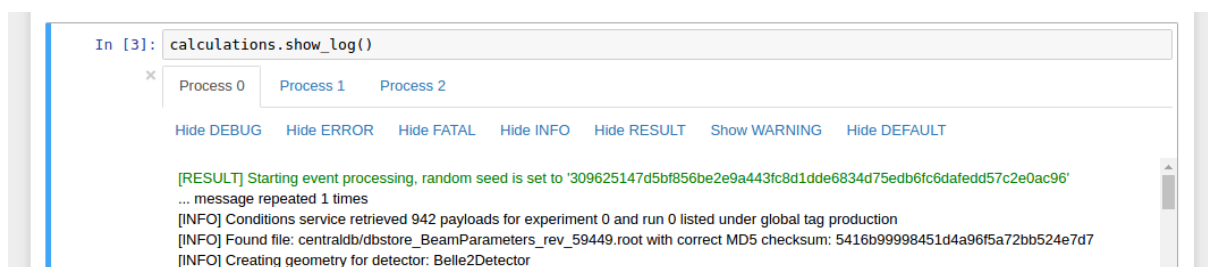 In [3]: calculations.show_log()
×
Process 0 Process 1 Process 2
Hide DEBUG Hide ERROR Hide FATAL Hide INFO Hide RESULT Show WARNING Hide DEFAULT
[RESULT] Starting event processing, random seed is set to '309625147d5bf856be2e9a443fc8d1dde6834d75edb6fc6dafedd57c2e0ac96'
... message repeated 1 times
[INFO] Conditions service retrieved 942 payloads for experiment 0 and run 0 listed under global tag production
[INFO] Found file: centraldb/dbstore_BeamParameters_rev_59449.root with correct MD5 checksum: 5416b99998451d4a96f5a72bb524e7d7
[INFO] Creating geometry for detector: Belle2Detector